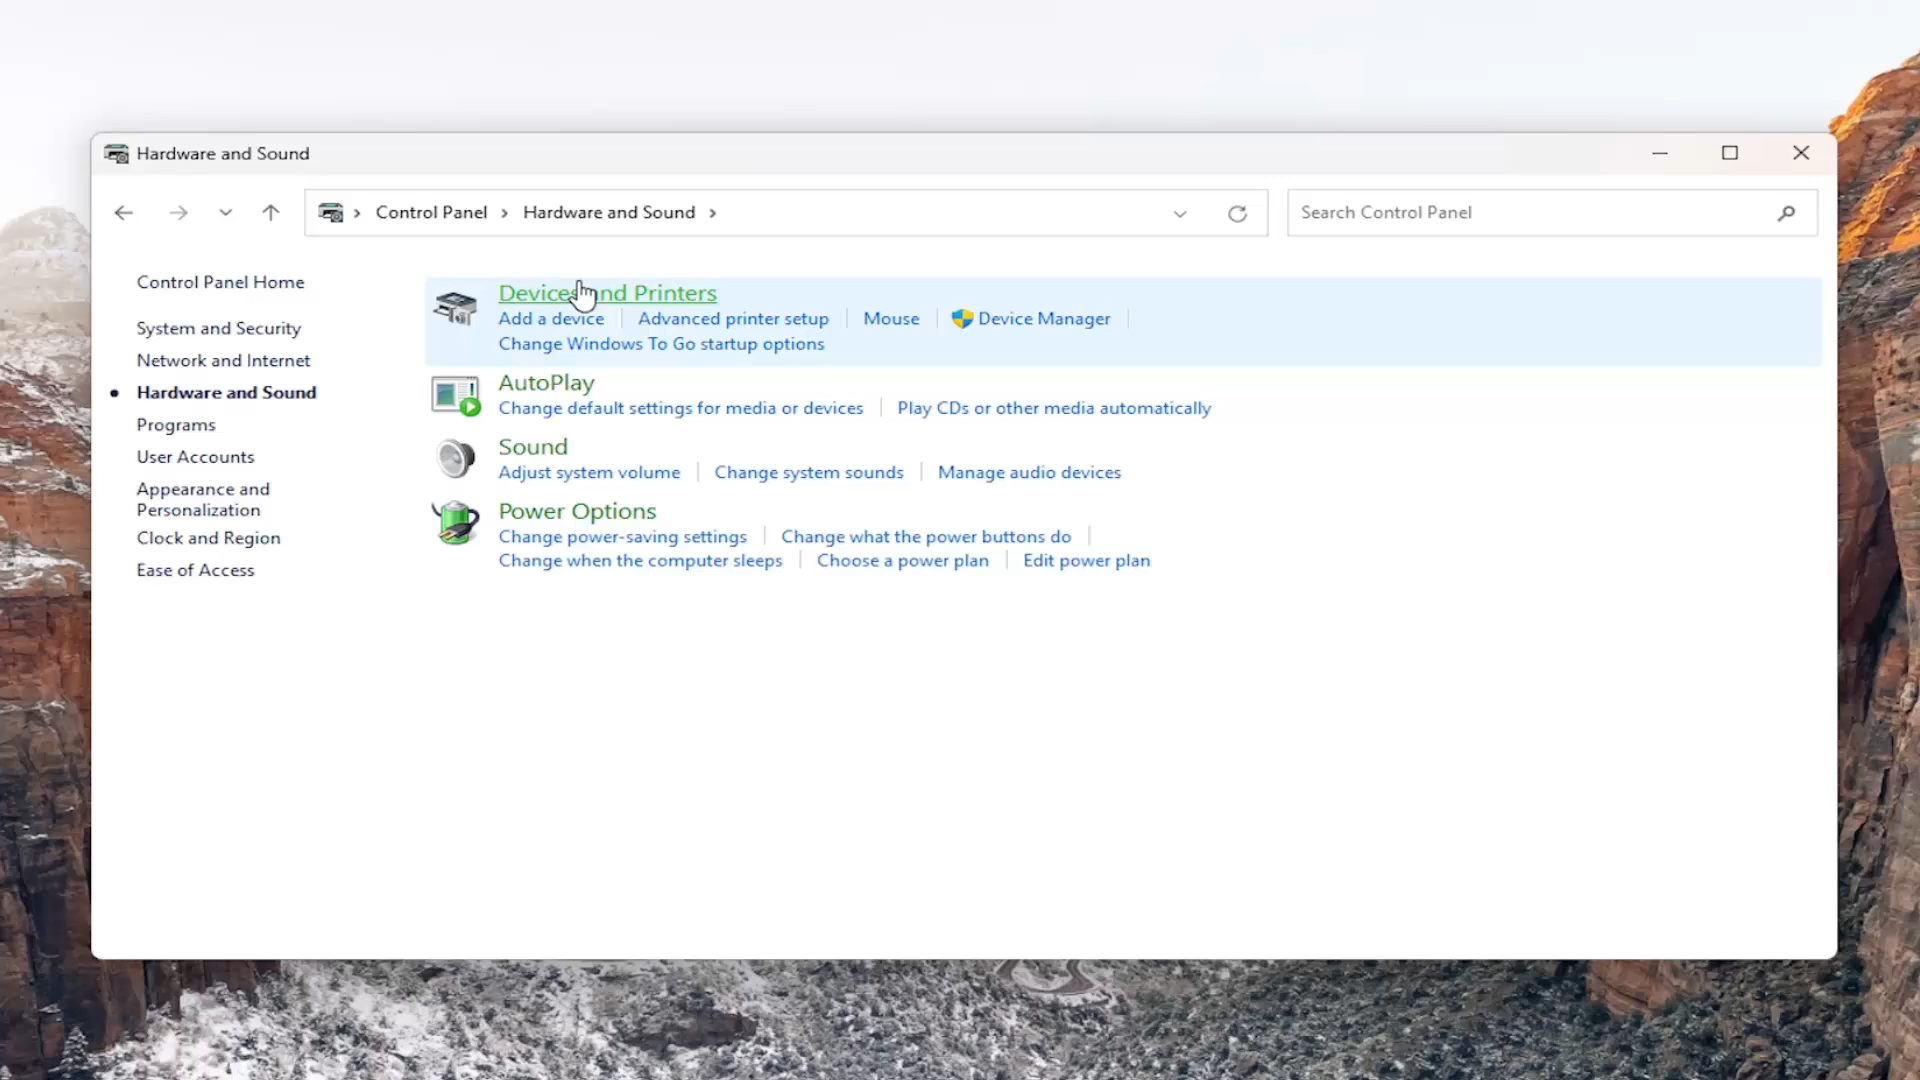 Hardware and Sound
Control Panel Hardware and Sound
Search Control Panel
Control Panel Home
System and Security
Network and Internet
Hardware and Sound
Programs
User Accounts
Appearance and
Personalization
Clock and Region
Ease of Access
Devices and Printers
Add a device Advanced printer setup Mouse Device Manager
Change Windows To Go startup options
AutoPlay
Change default settings for media or devices Play CDs or other media automatically
Sound
Adjust system volume Change system sounds Manage audio devices
Power Options
Change power-saving settings Change what the power buttons do
Change when the computer sleeps Choose a power plan Edit power plan